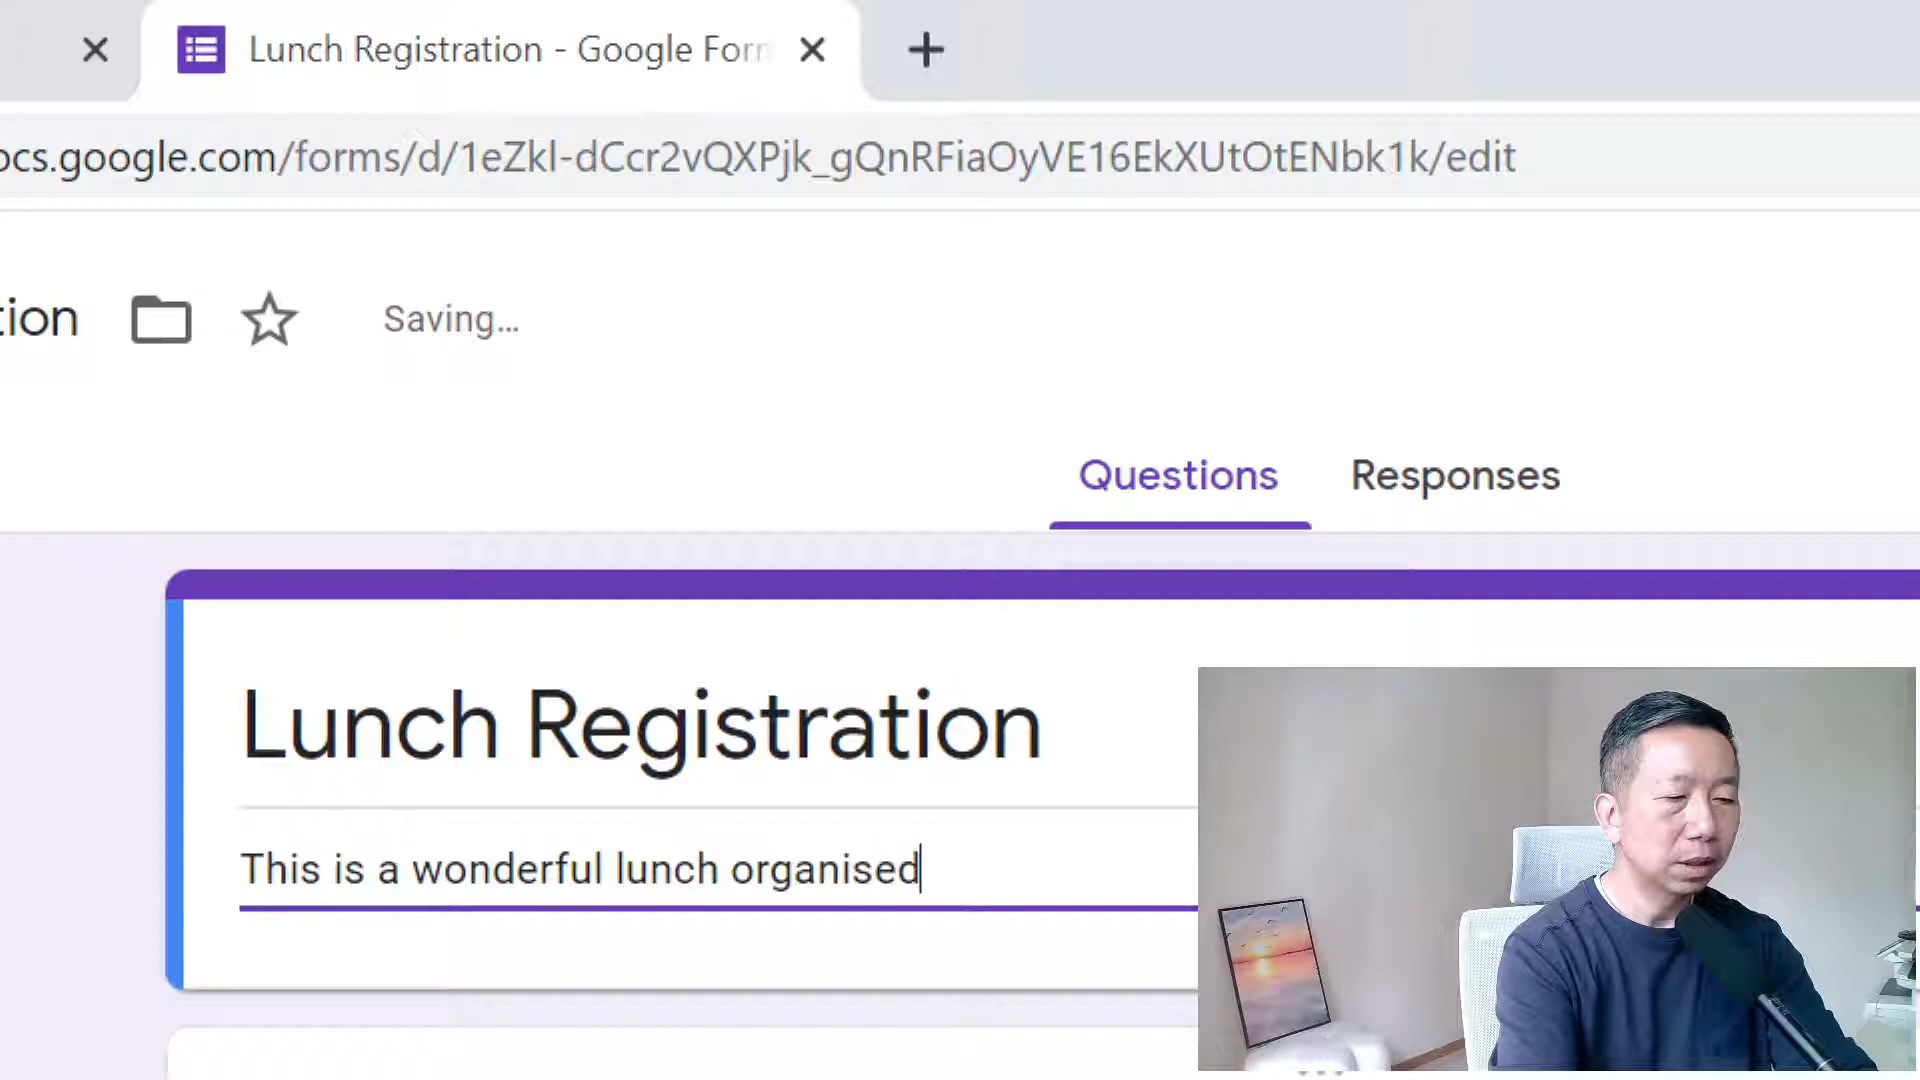 Lunch Registration - Google Form
ocs.google.com/forms/d/1eZkl-dCcr2vQXPjk_gQnRFiaOyVE16EkXUtOtENbk1k/edit
tion
Saving...
Questions
Responses
Lunch Registration
This is a wonderful lunch organised